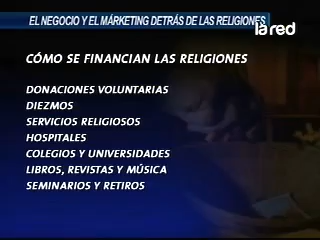 EL NEGOCIO Y EL MÁRKETING DETRÁS DE LAS RELIGIONES
la red
CÓMO SE FINANCIAN LAS RELIGIONES
DONACIONES VOLUNTARIAS
DIEZMOS
SERVICIOS RELIGIOSOS
HOSPITALES
COLEGIOS Y UNIVERSIDADES
LIBROS, REVISTAS Y MÚSICA
SEMINARIOS Y RETIROS